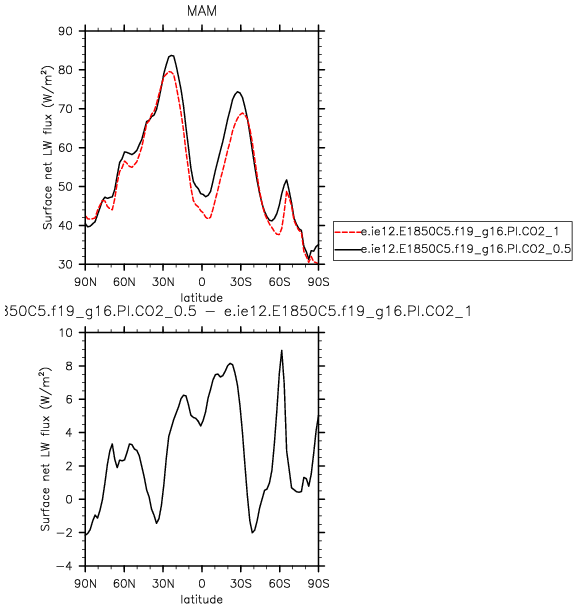 MAM
90
80
70
60
50
40
30
Surface net LW flux (W/m²)
90N 60N 30N 0 30S 60S 90S
latitude
e.ie12.E1850C5.f19_g16.PI.CO2_1
e.ie12.E1850C5.f19_g16.PI.CO2_0.5
350C5.f19_g16.PI.CO2_0.5 − e.ie12.E1850C5.f19_g16.PI.CO2_1
10
8
6
4
2
0
−2
−4
Surface net LW flux (W/m²)
90N 60N 30N 0 30S 60S 90S
latitude